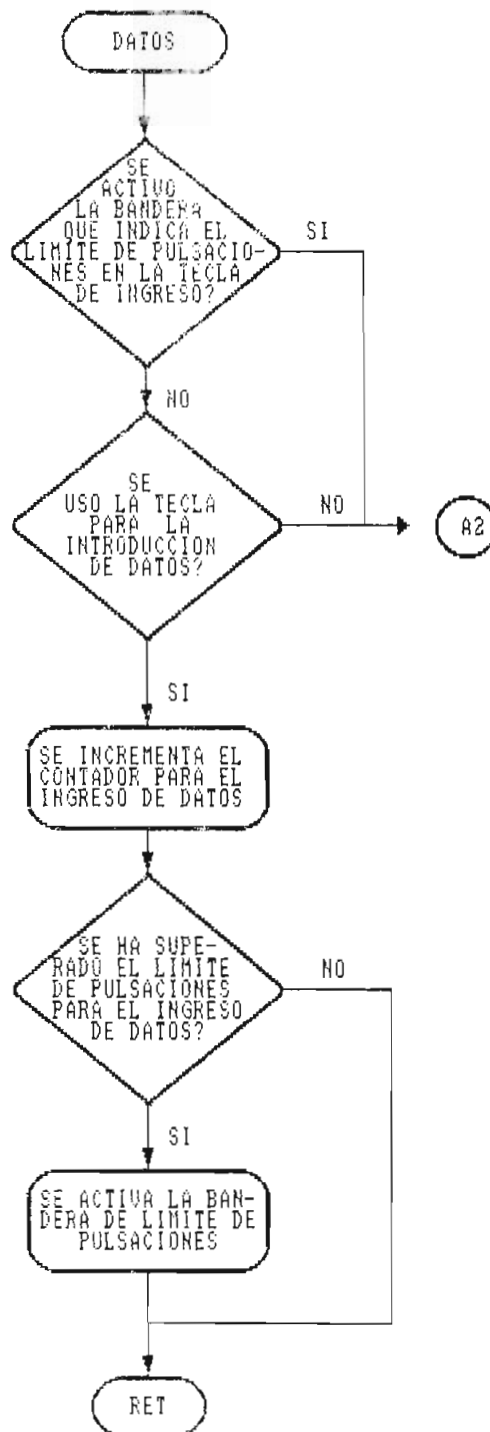 DATOS
SE
ACTIVO
LA BANDERA
QUE INDICA EL
LIMITE DE PULSACIO-
NES EN LA TECLA
DE INGRESO?
SI
NO
SE
USO LA TECLA
PARA LA
INTRODUCCION
DE DATOS?
NO
A2
SI
SE INCREMENTA EL
CONTADOR PARA EL
INGRESO DE DATOS
SE HA SUPE-
RADO EL LIMITE
DE PULSACIONES
PARA EL INGRESO
DE DATOS?
NO
SI
SE ACTIVA LA BAN-
DERA DE LIMITE DE
PULSACIONES
RET